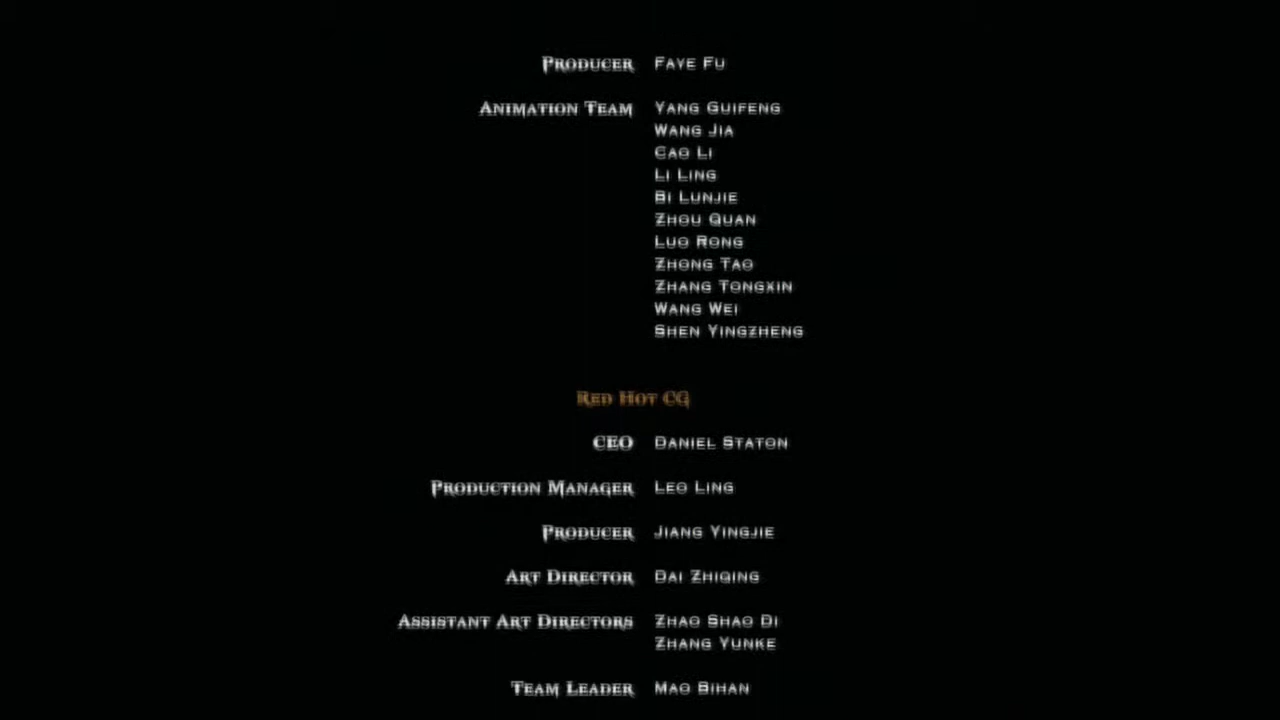 Producer Faye Fu
Animation Team Yang Guifeng
Wang Jia
Cao Li
Li Ling
Bi Lunjie
Zhou Quan
Luo Rong
Zhong Tao
Zhang Tongxin
Wang Wei
Shen Yingzheng
Red Hot CG
CEO Daniel Staton
Production Manager Leo Ling
Producer Jiang Yingjie
Art Director Dai Zhiqing
Assistant Art Directors Zhao Shao Di
Zhang Yunke
Team Leader Mao Bihan